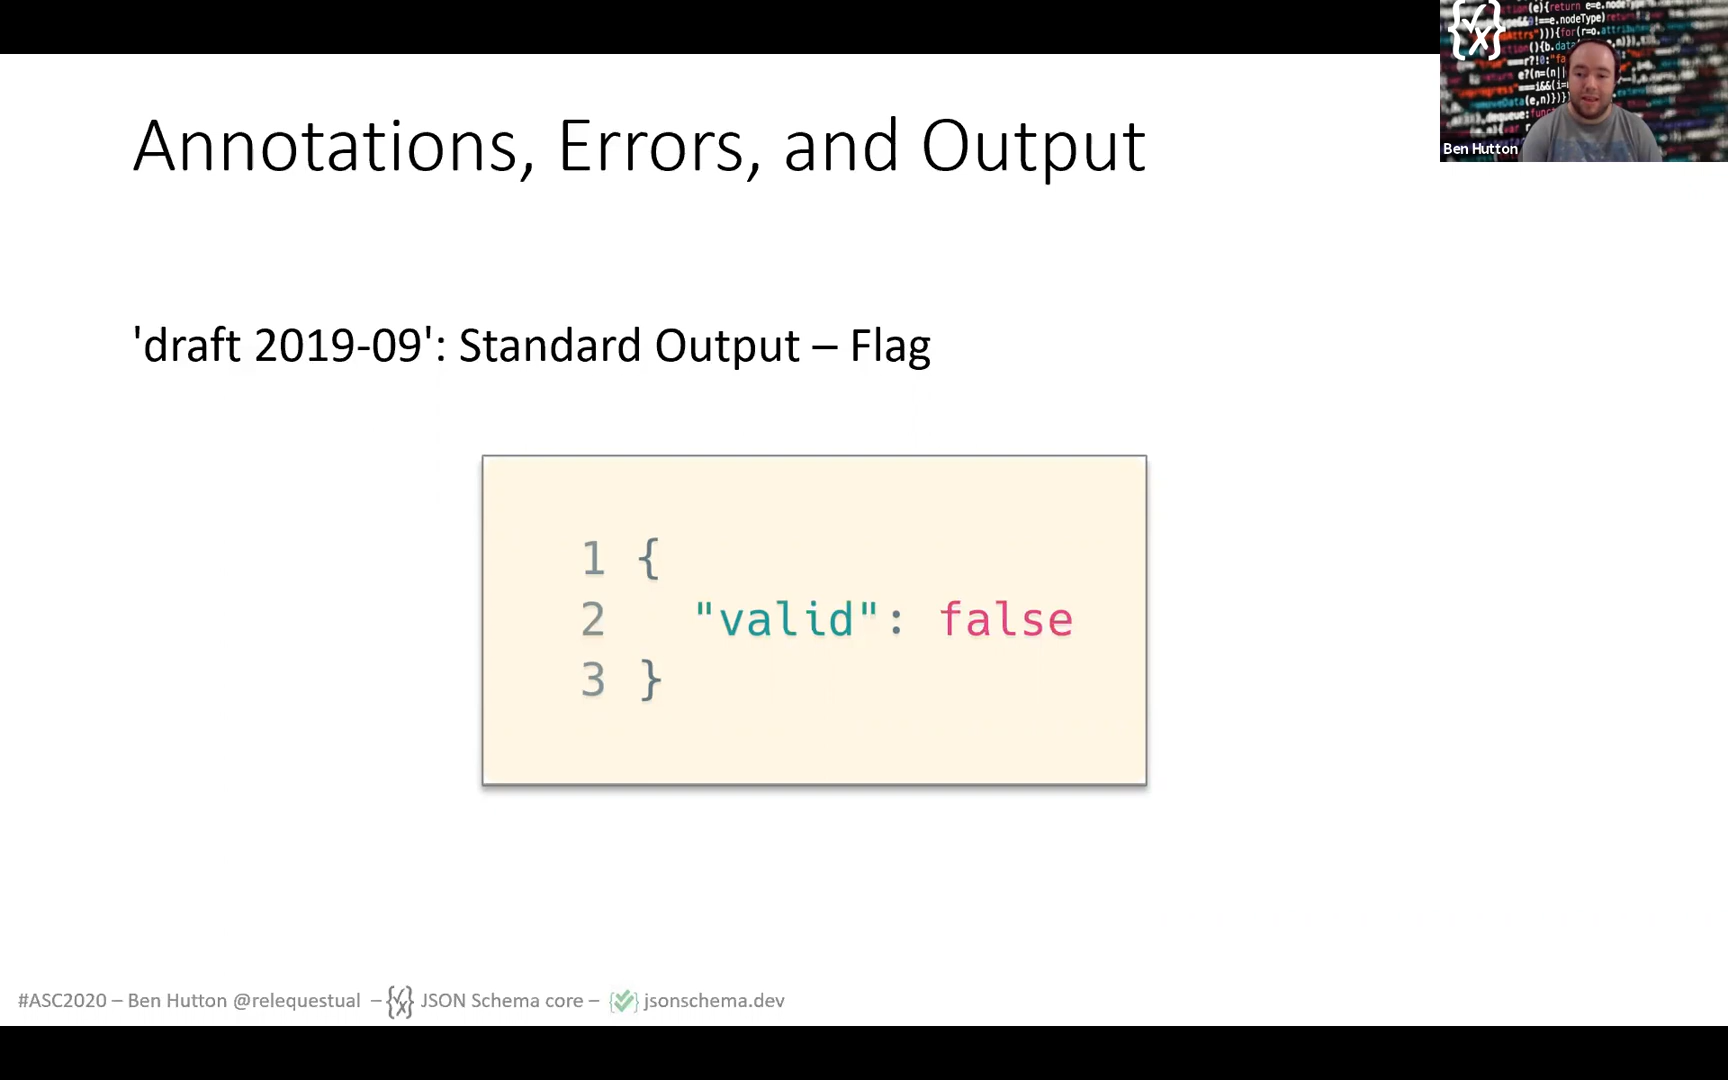 Annotations, Errors, and Output
Ben Hutton
'draft 2019-09': Standard Output – Flag
1 {
2 "valid": false
3 }
#ASC2020 – Ben Hutton @relequestual – JSON Schema core – jsonschema.dev